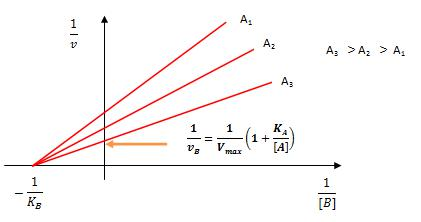 1/v
A₁
A₂
A₃ > A₂ > A₁
A₃
1/v_B = 1/V_max (1 + K_A/[A])
− 1/K_B
1/[B]